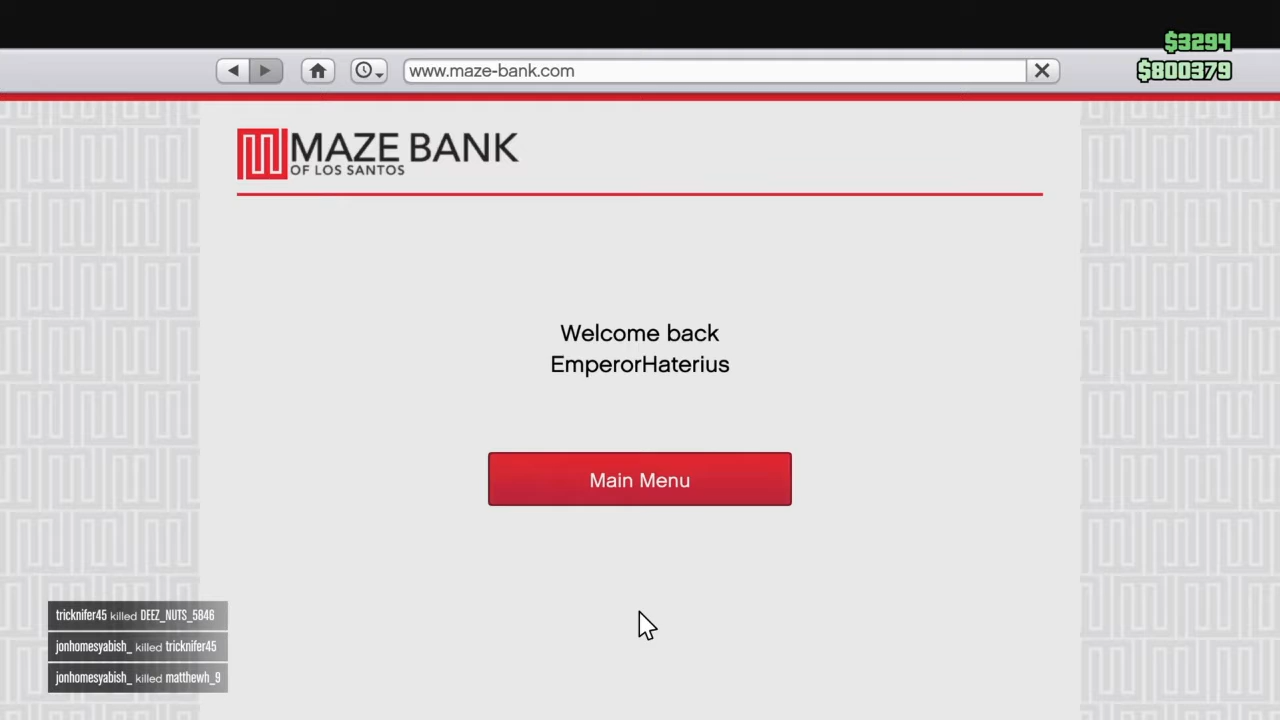 $3294
www.maze-bank.com
$800379
MAZE BANK
OF LOS SANTOS
Welcome back
EmperorHaterius
Main Menu
tricknifer45 killed DEEZ_NUTS_5846
jonhomesyabish_ killed tricknifer45
jonhomesyabish_ killed matthewh_9